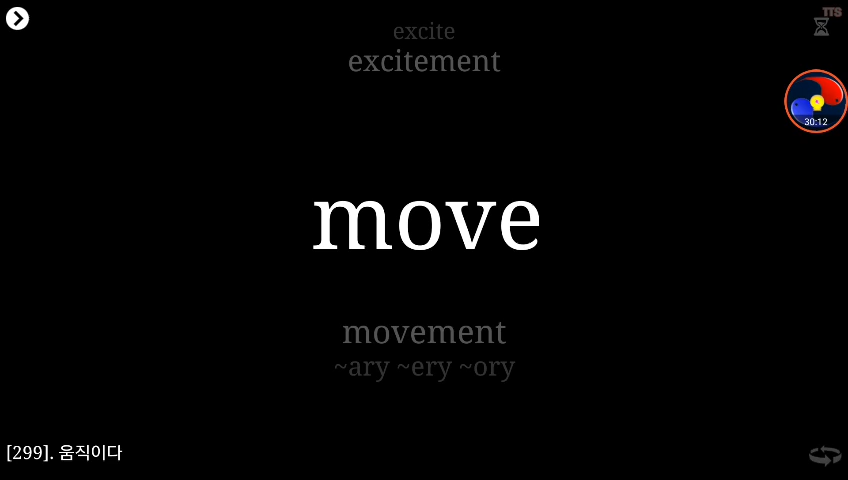 TTS
excite
excitement
30:12
move
movement
~ary ~ery ~ory
[299]. 움직이다